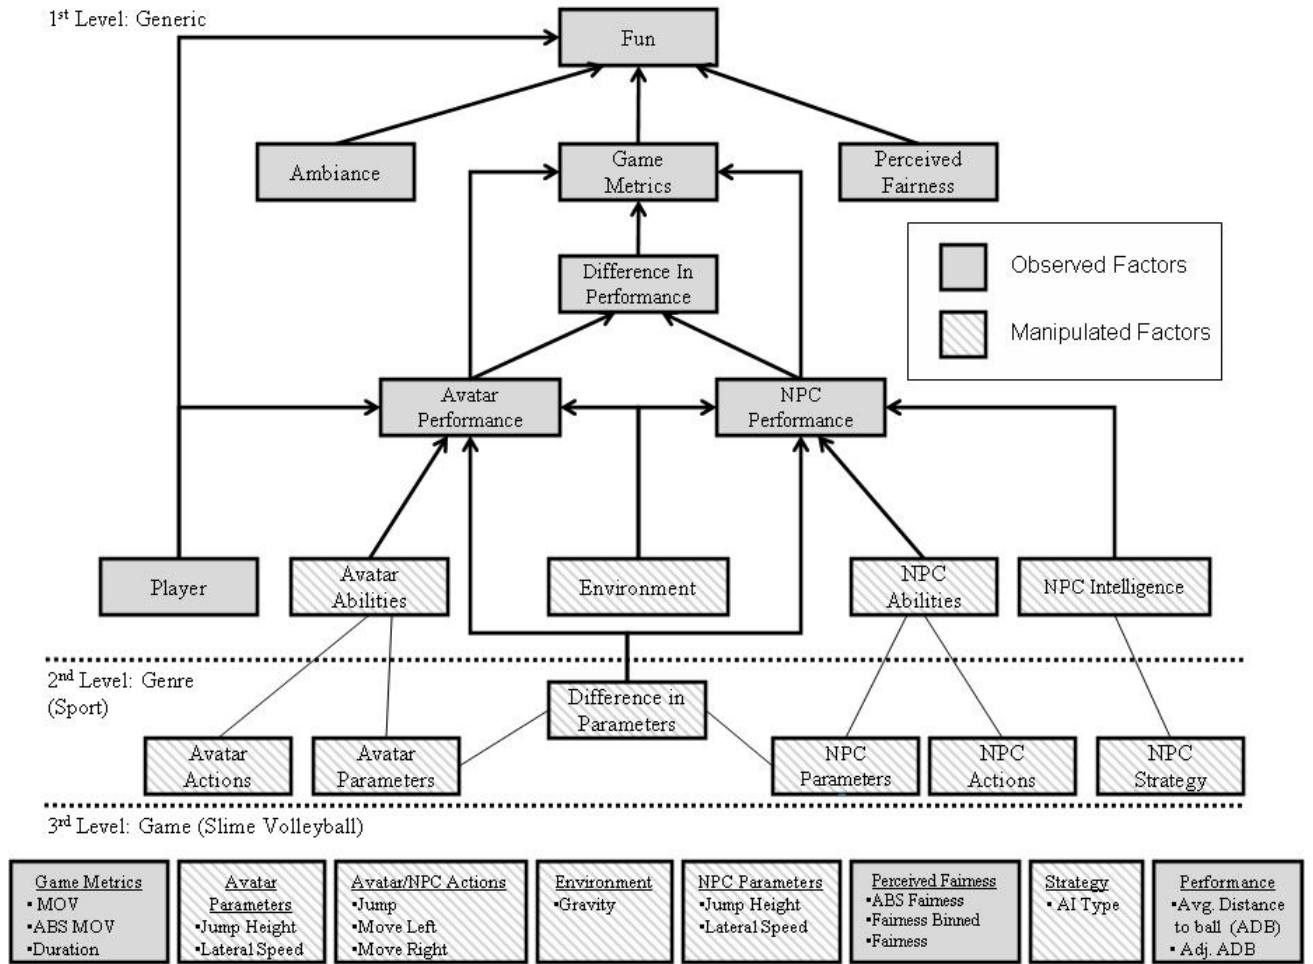 1st Level: Generic
Fun
Ambiance
Game
Metrics
Perceived
Fairness
Observed Factors
Manipulated Factors
Difference In
Performance
Avatar
Performance
NPC
Performance
Player
Avatar
Abilities
Environment
NPC
Abilities
NPC Intelligence
2nd Level: Genre
(Sport)
Difference in
Parameters
Avatar
Actions
Avatar
Parameters
NPC
Parameters
NPC
Actions
NPC
Strategy
3rd Level: Game (Slime Volleyball)
Game Metrics
▪ MOV
▪ABS MOV
▪Duration
Avatar
Parameters
▪Jump Height
▪Lateral Speed
Avatar/NPC Actions
▪Jump
▪Move Left
▪Move Right
Environment
▪Gravity
NPC Parameters
▪Jump Height
▪Lateral Speed
Perceived Fairness
▪ABS Fairness
▪Fairness Binned
▪Fairness
Strategy
▪ AI Type
Performance
▪Avg. Distance
to ball (ADB)
▪ Adj. ADB